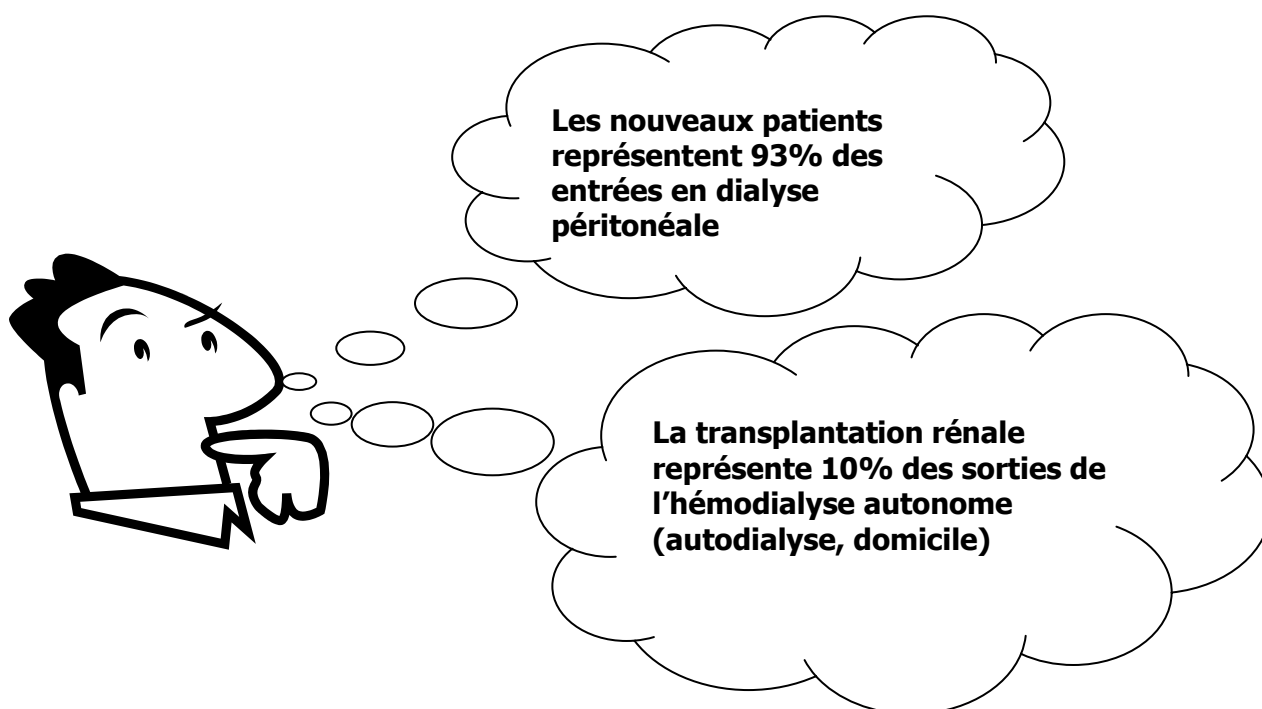 Les nouveaux patients
représentent 93% des
entrées en dialyse
péritonéale
La transplantation rénale
représente 10% des sorties de
l’hémodialyse autonome
(autodialyse, domicile)